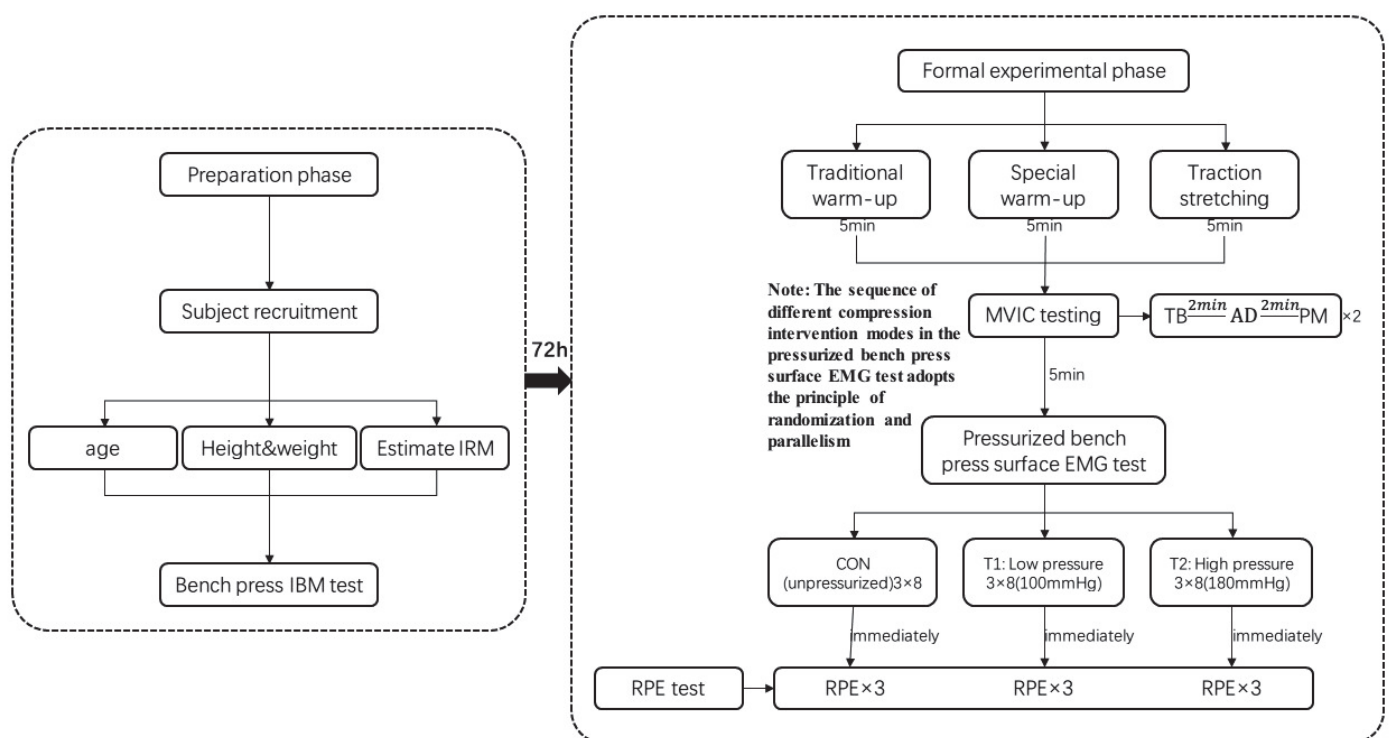 Preparation phase
Subject recruitment
age
Height&weight
Estimate IRM
Bench press IBM test
72h
Formal experimental phase
Traditional
warm-up
Special
warm-up
Traction
stretching
5min
5min
5min
Note: The sequence of
different compression
intervention modes in the
pressurized bench press
surface EMG test adopts
the principle of
randomization and
parallelism
MVIC testing
TB 2min AD 2min PM ×2
5min
Pressurized bench
press surface EMG test
CON
(unpressurized)3×8
T1: Low pressure
3×8(100mmHg)
T2: High pressure
3×8(180mmHg)
immediately
immediately
immediately
RPE test
RPE×3
RPE×3
RPE×3